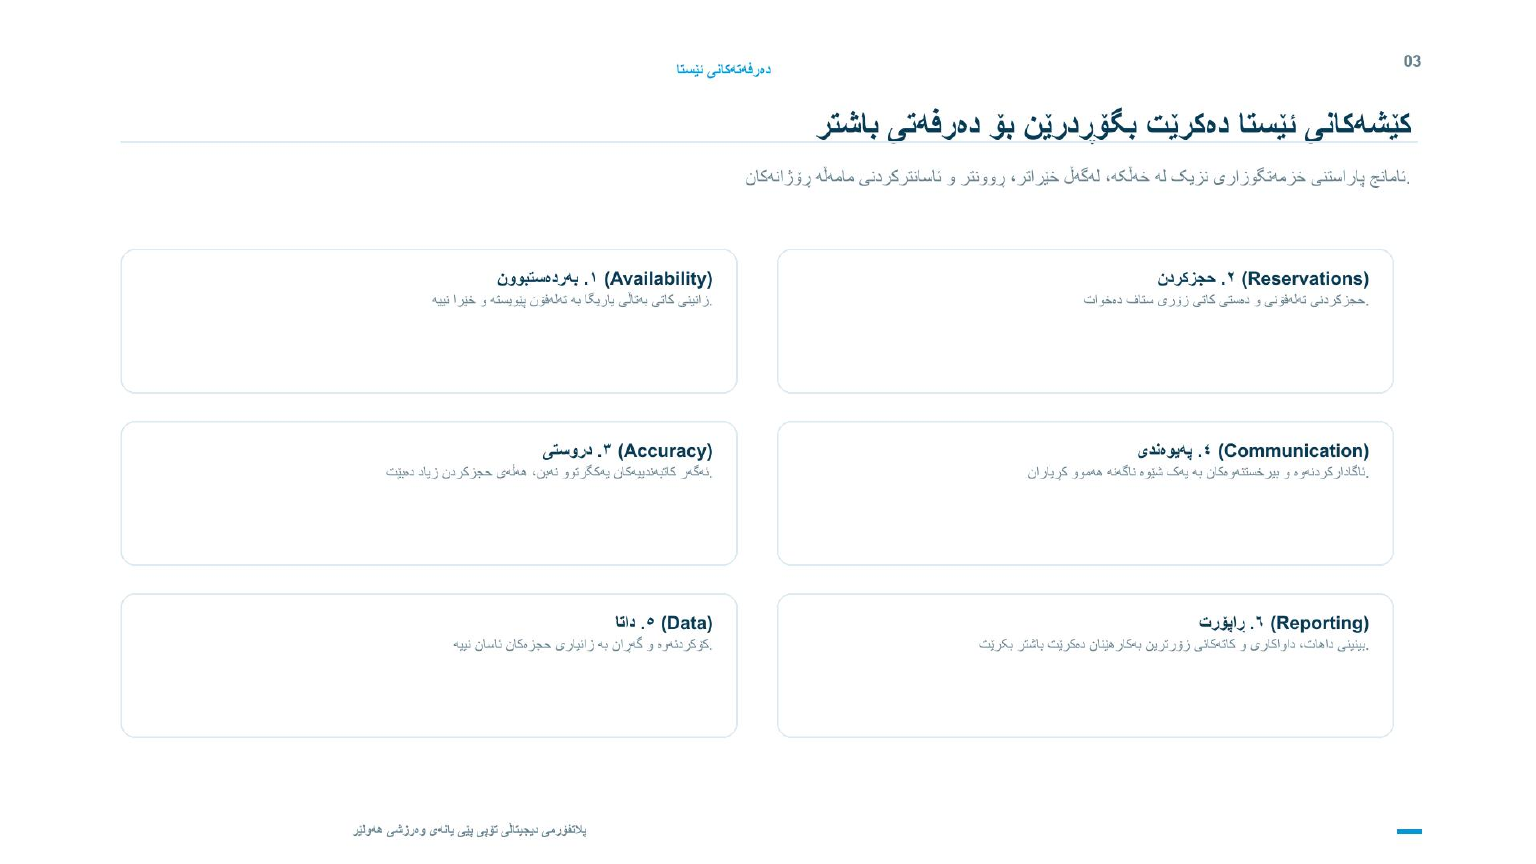 03
دەرفەتەکانی ئێستا
کێشەکانی ئێستا دەکرێت بگۆڕدرێن بۆ دەرفەتی باشتر
ئامانج پاراستنی خزمەتگوزاری نزیک لە خەڵکە، لەگەڵ خێراتر، ڕوونتر و ئاسانترکردنی مامەڵە ڕۆژانەکان.
١. بەردەستبوون (Availability)
زانینی کاتی بەتاڵی یاریگا بە تەلەفۆن پێویستە و خێرا نییە.
٢. حجزکردن (Reservations)
حجزکردنی تەلەفۆنی و دەستی کاتی زۆری ستاف دەخوات.
٣. دروستی (Accuracy)
ئەگەر کاتبەندییەکان یەکگرتوو نەبن، هەڵەی حجزکردن زیاد دەبێت.
٤. پەیوەندی (Communication)
ئاگادارکردنەوە و بیرخستنەوەکان بە یەک شێوە ناگەنە هەموو کڕیاران.
٥. داتا (Data)
کۆکردنەوە و گەڕان بە زانیاری حجزەکان ئاسان نییە.
٦. ڕاپۆرت (Reporting)
بینینی داهات، داواکاری و کاتەکانی زۆرترین بەکارهێنان دەکرێت باشتر بکرێت.
پلاتفۆرمی دیجیتاڵی تۆپی پێی یانەی وەرزشی هەولێر